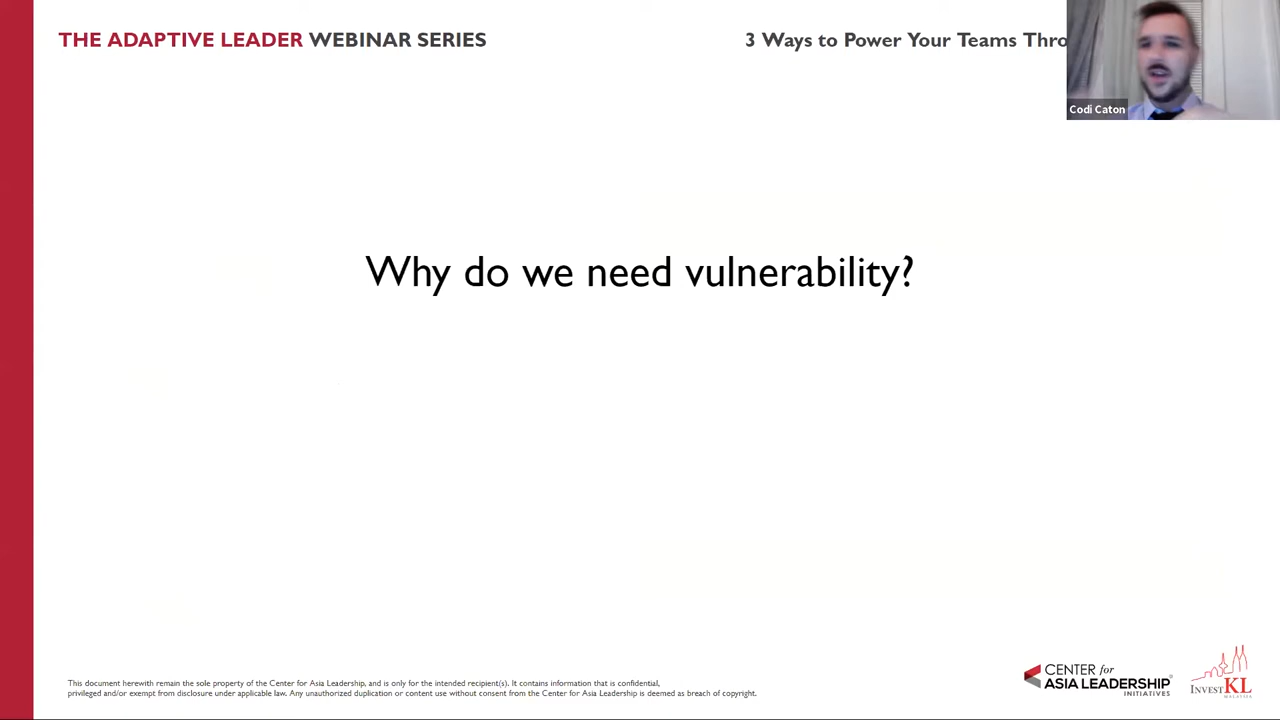 THE ADAPTIVE LEADER WEBINAR SERIES
3 Ways to Power Your Teams Thro
Codi Caton
Why do we need vulnerability?
This document herewith remain the sole property of the Center for Asia Leadership, and is only for the intended recipient(s). It contains information that is confidential,
privileged and/or exempt from disclosure under applicable law. Any unauthorized duplication or content use without consent from the Center for Asia Leadership is deemed as breach of copyright.
CENTER for
ASIA LEADERSHIP
INITIATIVES
INVEST KL
MALAYSIA